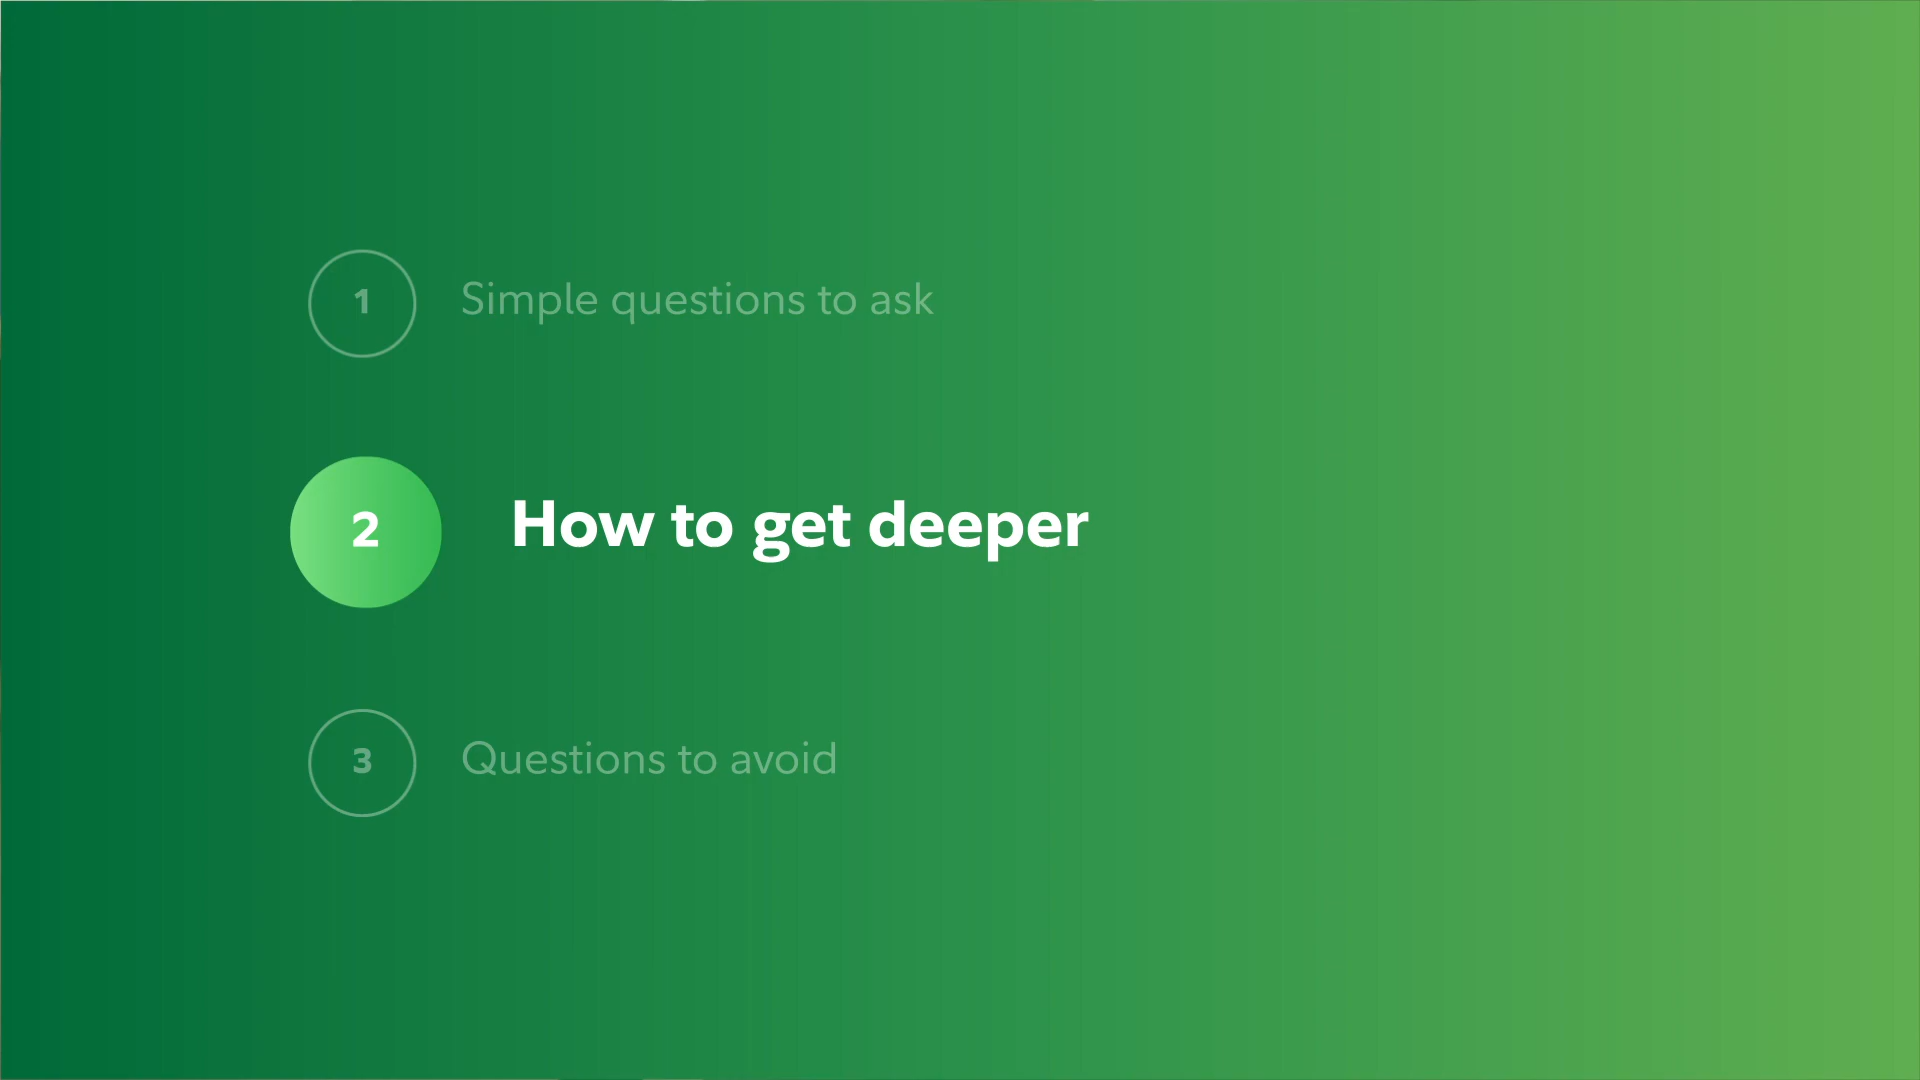 1 Simple questions to ask
2 How to get deeper
3 Questions to avoid